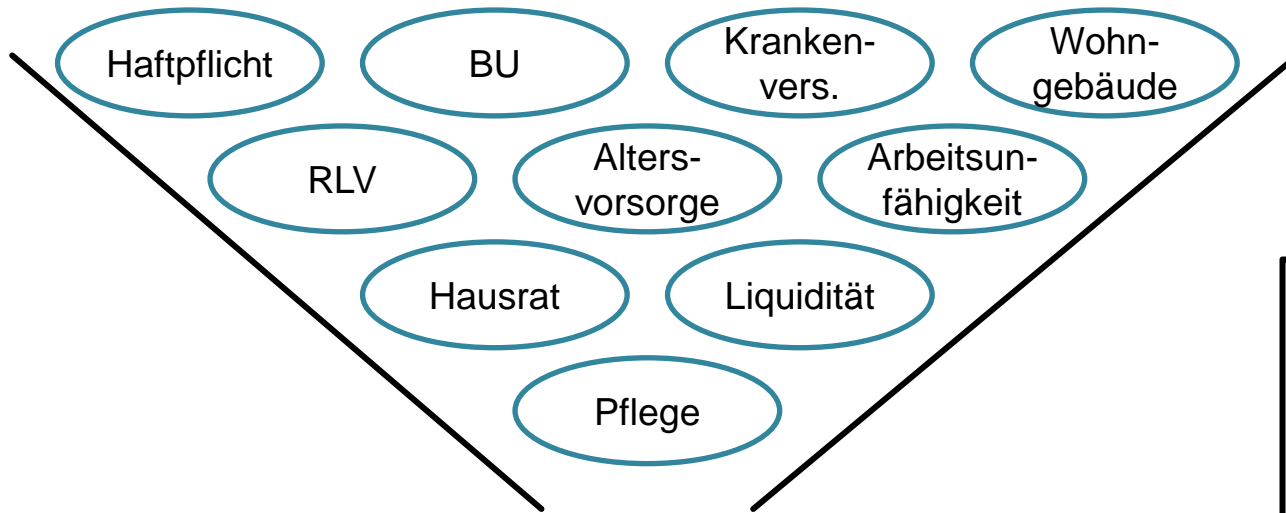 Haftpflicht
BU
Kranken-
vers.
Wohn-
gebäude
RLV
Alters-
vorsorge
Arbeitsun-
fähigkeit
Hausrat
Liquidität
Pflege